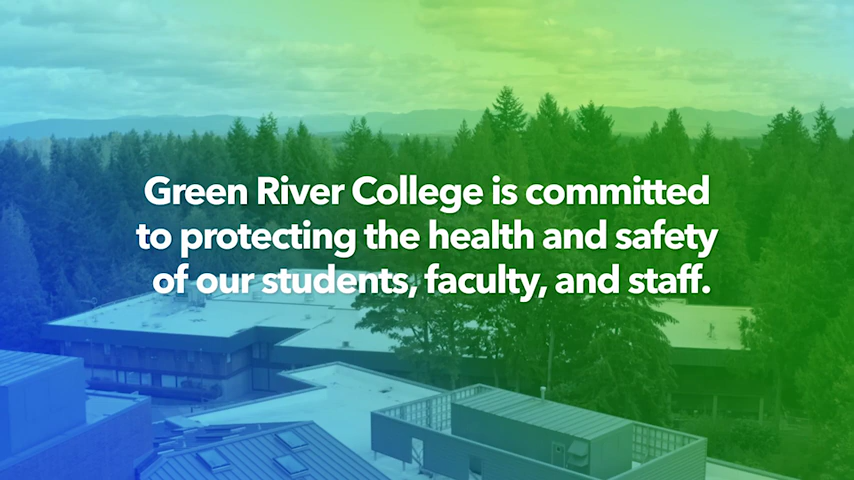 Green River College is committed
to protecting the health and safety
of our students, faculty, and staff.